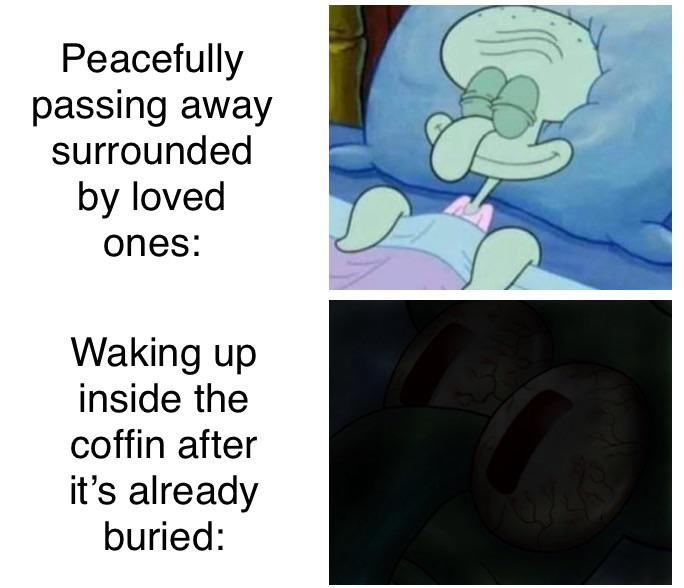 Peacefully
passing away
surrounded
by loved
ones:
Waking up
inside the
coffin after
it’s already
buried: